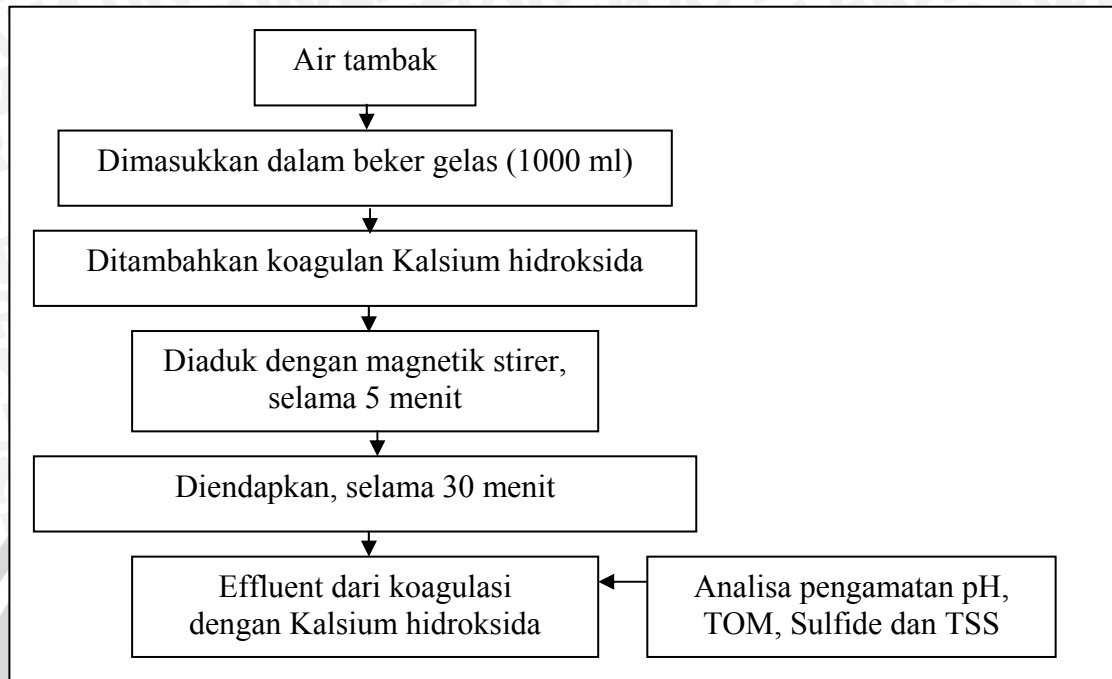 Air tambak
Dimasukkan dalam beker gelas (1000 ml)
Ditambahkan koagulan Kalsium hidroksida
Diaduk dengan magnetik stirer,
selama 5 menit
Diendapkan, selama 30 menit
Effluent dari koagulasi
dengan Kalsium hidroksida
Analisa pengamatan pH,
TOM, Sulfide dan TSS